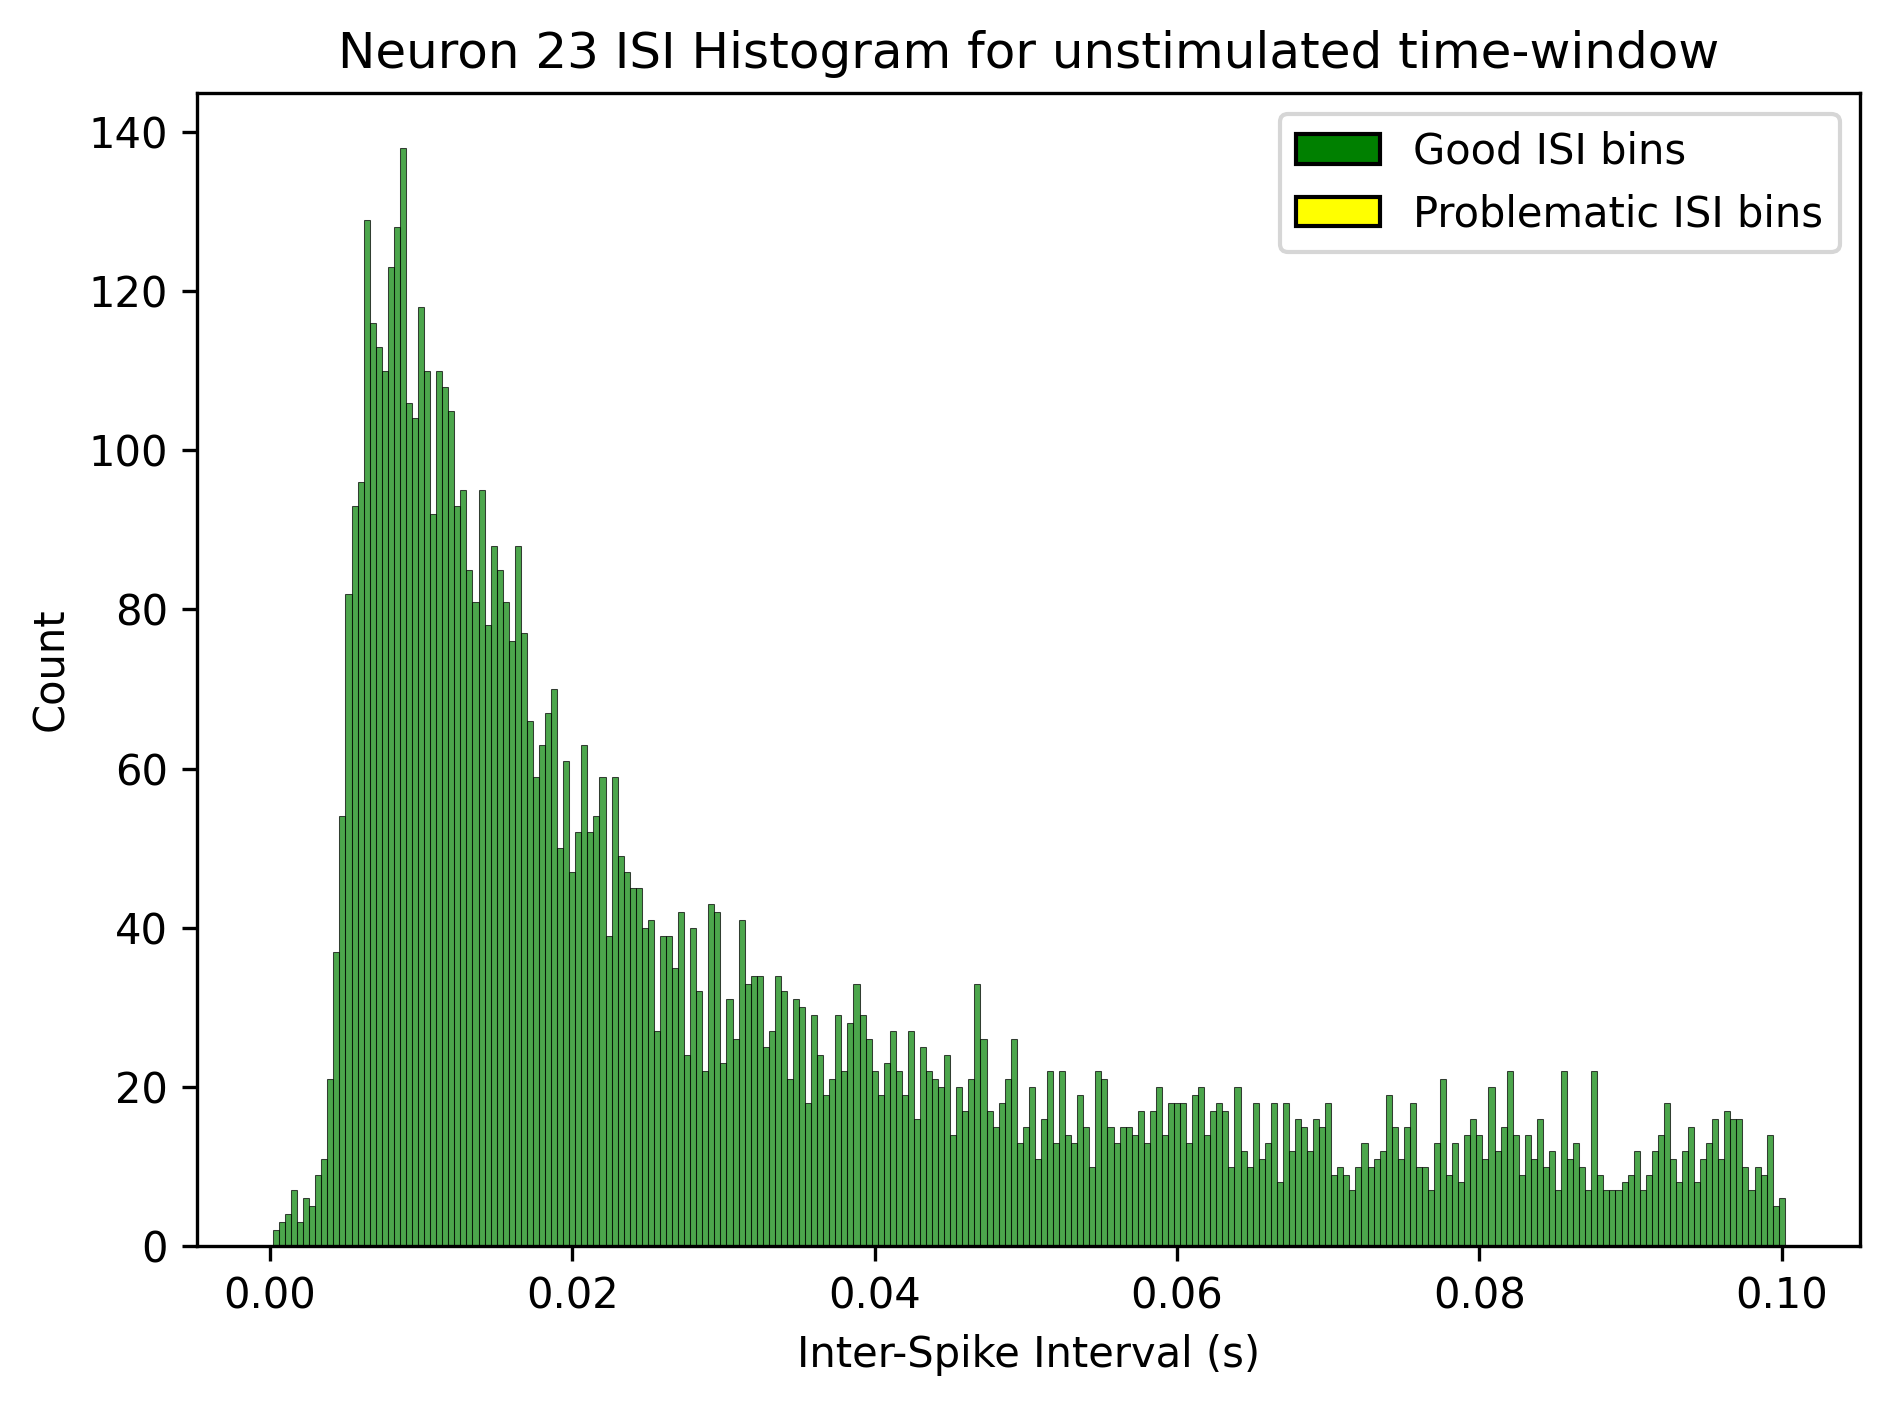 Neuron 23 ISI Histogram for unstimulated time-window
Good ISI bins
Problematic ISI bins
140
120
100
80
60
40
20
0
Count
0.00 0.02 0.04 0.06 0.08 0.10
Inter-Spike Interval (s)